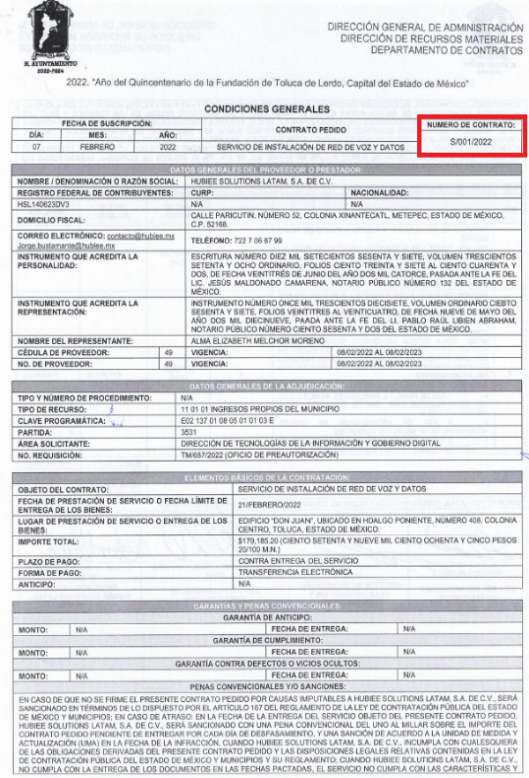 H. AYUNTAMIENTO
2022-2024
DIRECCIÓN GENERAL DE ADMINISTRACIÓN
DIRECCIÓN DE RECURSOS MATERIALES
DEPARTAMENTO DE CONTRATOS
2022. "Año del Quincentenario de la Fundación de Toluca de Lerdo, Capital del Estado de México"
CONDICIONES GENERALES
FECHA DE SUSCRIPCIÓN: CONTRATO PEDIDO NUMERO DE CONTRATO:
DÍA: MES: AÑO: S/001/2022
07 FEBRERO 2022 SERVICIO DE INSTALACIÓN DE RED DE VOZ Y DATOS
DATOS GENERALES DEL PROVEEDOR O PRESTADOR:
NOMBRE / DENOMINACIÓN O RAZÓN SOCIAL: HUBIEE SOLUTIONS LATAM, S.A. DE C.V.
REGISTRO FEDERAL DE CONTRIBUYENTES: CURP: NACIONALIDAD:
HSL140623DV3 N/A N/A
DOMICILIO FISCAL: CALLE PARICUTIN, NÚMERO 52, COLONIA XINANTECATL, METEPEC, ESTADO DE MÉXICO,
C.P. 52168.
CORREO ELECTRÓNICO: contacto@hubiee.mx TELÉFONO: 722 7 06 87 99
Jorge.bustamante@hubiee.mx
INSTRUMENTO QUE ACREDITA LA PERSONALIDAD: ESCRITURA NÚMERO DIEZ MIL SETECIENTOS SESENTA Y SIETE, VOLUMEN TRESCIENTOS
SETENTA Y OCHO ORDINARIO, FOLIOS CIENTO TREINTA Y SIETE AL CIENTO CUARENTA Y
DOS, DE FECHA VEINTITRÉS DE JUNIO DEL AÑO DOS MIL CATORCE, PASADA ANTE LA FE DEL
LIC. JESÚS MALDONADO CAMARENA, NOTARIO PÚBLICO NÚMERO 132 DEL ESTADO DE
MÉXICO.
INSTRUMENTO QUE ACREDITA LA REPRESENTACIÓN: INSTRUMENTO NÚMERO ONCE MIL TRESCIENTOS DIECISIETE, VOLUMEN ORDINARIO CIEBTO
SESENTA Y SIETE, FOLIOS VEINTITRES AL VEINTICUATRO, DE FECHA NUEVE DE MAYO DEL
AÑO DOS MIL DIECINUEVE, PAADA ANTE LA FE DEL LI. PABLO RAÚL LIBIEN ABRAHAM,
NOTARIO PÚBLICO NÚMERO CIENTO SESENTA Y DOS DEL ESTADO DE MÉXICO.
NOMBRE DEL REPRESENTANTE: ALMA ELIZABETH MELCHOR MORENO
CÉDULA DE PROVEEDOR: 49 VIGENCIA: 08/02/2022 AL 08/02/2023
NO. DE PROVEEDOR: 49 VIGENCIA: 08/02/2022 AL 08/02/2023
DATOS GENERALES DE LA ADJUDICACIÓN:
TIPO Y NÚMERO DE PROCEDIMIENTO: N/A
TIPO DE RECURSO: 11 01 01 INGRESOS PROPIOS DEL MUNICIPIO
CLAVE PROGRAMÁTICA: E02 137 01 08 05 01 01 03 E
PARTIDA: 3531
ÁREA SOLICITANTE: DIRECCIÓN DE TECNOLOGÍAS DE LA INFORMACIÓN Y GOBIERNO DIGITAL
NO. REQUISICIÓN: TM/687/2022 (OFICIO DE PREAUTORIZACIÓN)
ELEMENTOS BÁSICOS DE LA CONTRATACIÓN:
OBJETO DEL CONTRATO: SERVICIO DE INSTALACIÓN DE RED DE VOZ Y DATOS
FECHA DE PRESTACIÓN DE SERVICIO O FECHA LÍMITE DE ENTREGA DE LOS BIENES: 21/FEBRERO/2022
LUGAR DE PRESTACIÓN DE SERVICIO O ENTREGA DE LOS BIENES: EDIFICIO "DON JUAN", UBICADO EN HDALGO PONIENTE, NÚMERO 408, COLONIA
CENTRO, TOLUCA, ESTADO DE MÉXICO.
IMPORTE TOTAL: $179,185.20 (CIENTO SETENTA Y NUEVE MIL CIENTO OCHENTA Y CINCO PESOS
20/100 M.N.)
PLAZO DE PAGO: CONTRA ENTREGA DEL SERVICIO
FORMA DE PAGO: TRANSFERENCIA ELECTRÓNICA
ANTICIPO: N/A
GARANTÍAS Y PENAS CONVENCIONALES:
GARANTÍA DE ANTICIPO:
MONTO: N/A FECHA DE ENTREGA: N/A
GARANTÍA DE CUMPLIMIENTO:
MONTO: N/A FECHA DE ENTREGA: N/A
GARANTÍA CONTRA DEFECTOS O VICIOS OCULTOS:
MONTO: N/A FECHA DE ENTREGA: N/A
PENAS CONVENCIONALES Y/O SANCIONES:
EN CASO DE QUE NO SE FIRME EL PRESENTE CONTRATO PEDIDO POR CAUSAS IMPUTABLES A HUBIEE SOLUTIONS LATAM, S.A. DE C.V., SERÁ
SANCIONADO EN TÉRMINOS DE LO DISPUESTO POR EL ARTÍCULO 167 DEL REGLAMENTO DE LA LEY DE CONTRATACIÓN PÚBLICA DEL ESTADO
DE MÉXICO Y MUNICIPIOS; EN CASO DE ATRASO: EN LA FECHA DE LA ENTREGA DEL SERVICIO OBJETO DEL PRESENTE CONTRATO PEDIDO,
HUBIEE SOLUTIONS LATAM, S.A. DE C.V., SERÁ SANCIONADO CON UNA PENA CONVENCIONAL DEL UNO AL MILLAR SOBRE EL IMPORTE DEL
CONTRATO PEDIDO PENDIENTE DE ENTREGAR POR CADA DÍA DE DESFASAMIENTO, Y UNA SANCIÓN DE ACUERDO A LA UNIDAD DE MEDIDA Y
ACTUALIZACIÓN (UMA) EN LA FECHA DE LA INFRACCIÓN, CUANDO HUBIEE SOLUTIONS LATAM, S.A. DE C.V., INCUMPLA CON CUALESQUIERA
DE LAS OBLIGACIONES DERIVADAS DEL PRESENTE CONTRATO PEDIDO Y LAS DISPOSICIONES LEGALES RELATIVAS CONTENIDAS EN LA LEY
DE CONTRATACIÓN PÚBLICA DEL ESTADO DE MÉXICO Y MUNICIPIOS Y SU REGLAMENTO; CUANDO HUBIEE SOLUTIONS LATAM, S.A. DE C.V.,
NO CUMPLA CON LA ENTREGA DE LOS DOCUMENTOS EN LAS FECHAS PACTADAS, EL SERVICIO NO CUMPLA CON LAS CARACTERÍSTICAS Y